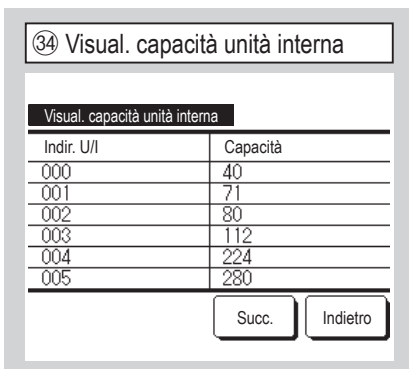 ㉞ Visual. capacità unità interna
Visual. capacità unità interna
Indir. U/I Capacità
000 40
001 71
002 80
003 112
004 224
005 280
Succ. Indietro